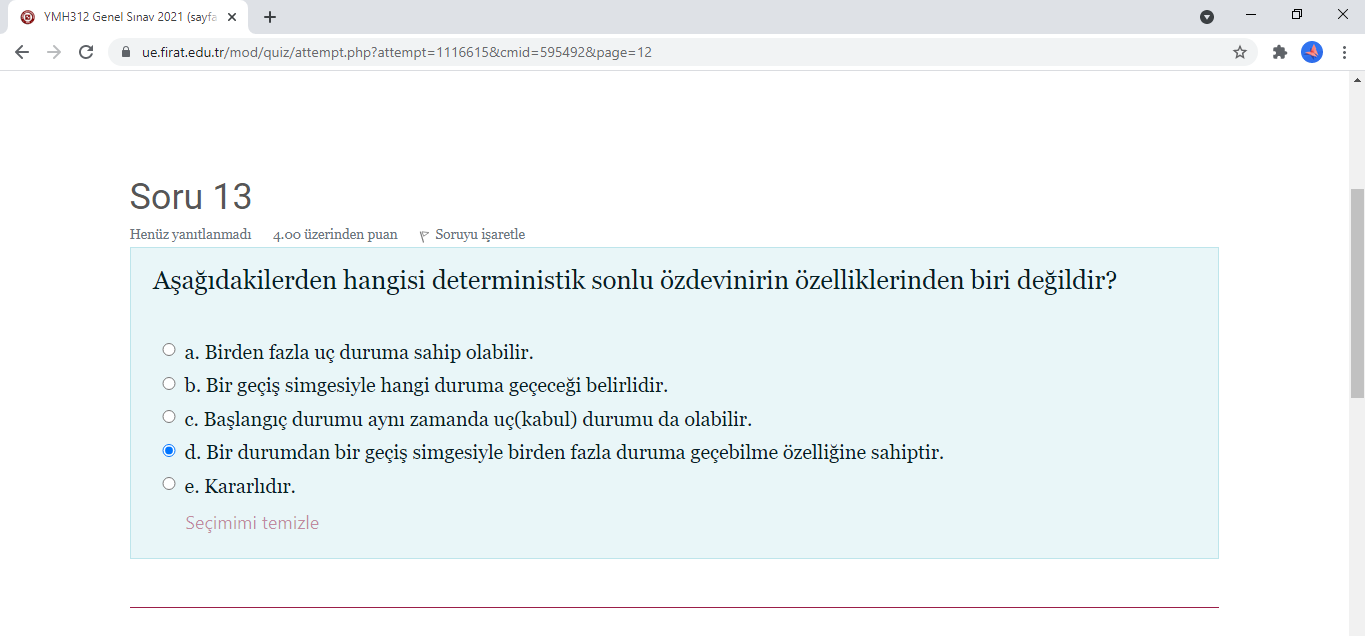 YMH312 Genel Sınav 2021 (sayfa
ue.firat.edu.tr/mod/quiz/attempt.php?attempt=1116615&cmid=595492&page=12
Soru 13
Henüz yanıtlanmadı 4.00 üzerinden puan Soruyu işaretle
Aşağıdakilerden hangisi deterministik sonlu özdevinirin özelliklerinden biri değildir?
a. Birden fazla uç duruma sahip olabilir.
b. Bir geçiş simgesiyle hangi duruma geçeceği belirlidir.
c. Başlangıç durumu aynı zamanda uç(kabul) durumu da olabilir.
d. Bir durumdan bir geçiş simgesiyle birden fazla duruma geçebilme özelliğine sahiptir.
e. Kararlıdır.
Seçimimi temizle